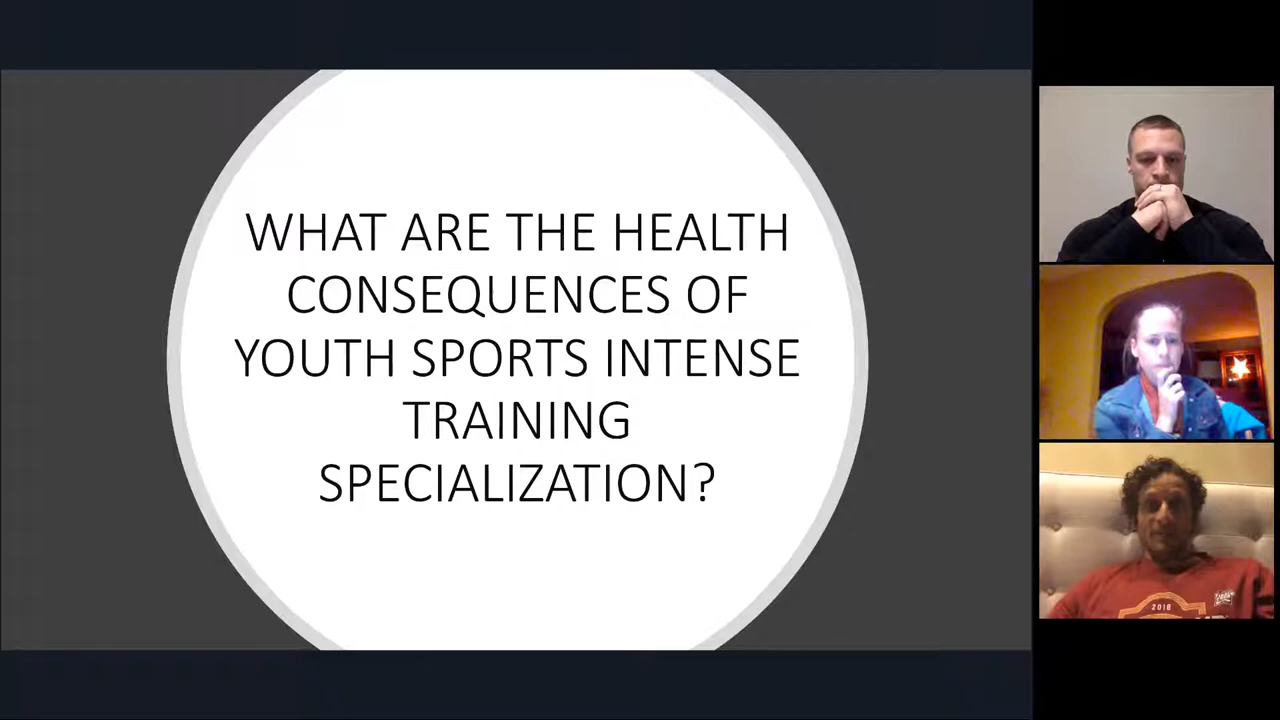 WHAT ARE THE HEALTH
CONSEQUENCES OF
YOUTH SPORTS INTENSE
TRAINING
SPECIALIZATION?
2018